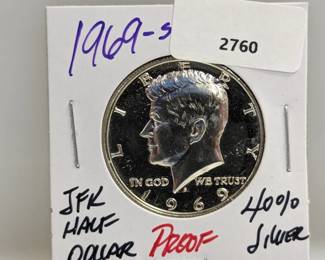 1969-S
2760
LIBERTY
IN GOD WE TRUST
S
1969
JFK HALF DOLLAR
PROOF
40% SILVER